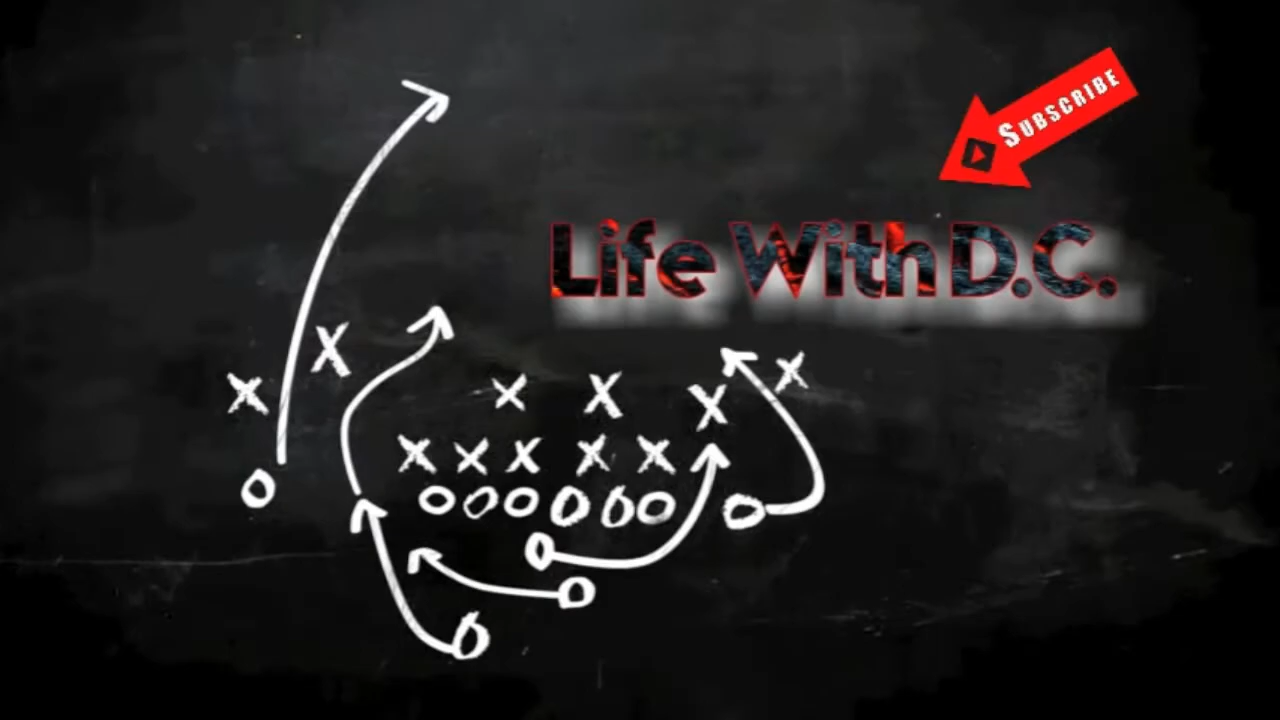 SUBSCRIBE
Life With D.C.
X X X X X X
X X X X X
O O O O O O O O
O
O
O